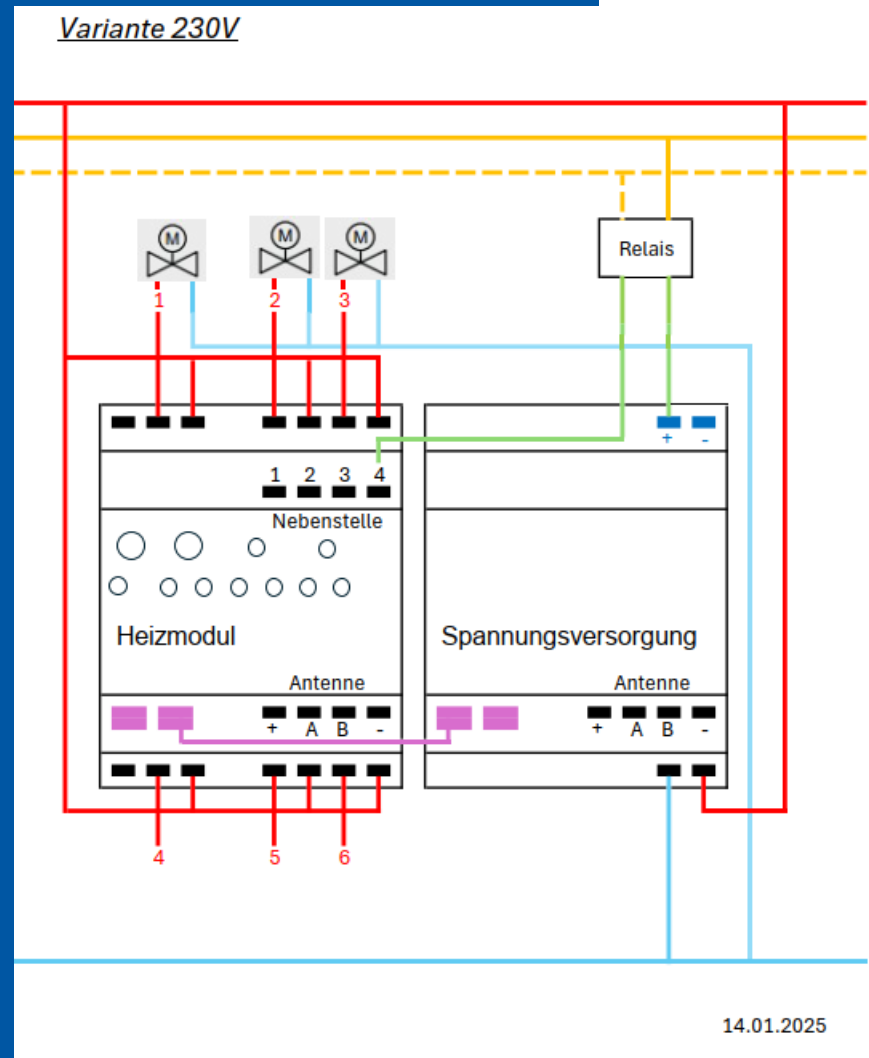 Variante 230V
M
M
M
Relais
1
2
3
+ -
1 2 3 4
Nebenstelle
Heizmodul
Spannungsversorgung
Antenne
Antenne
+ A B -
+ A B -
4
5
6
14.01.2025